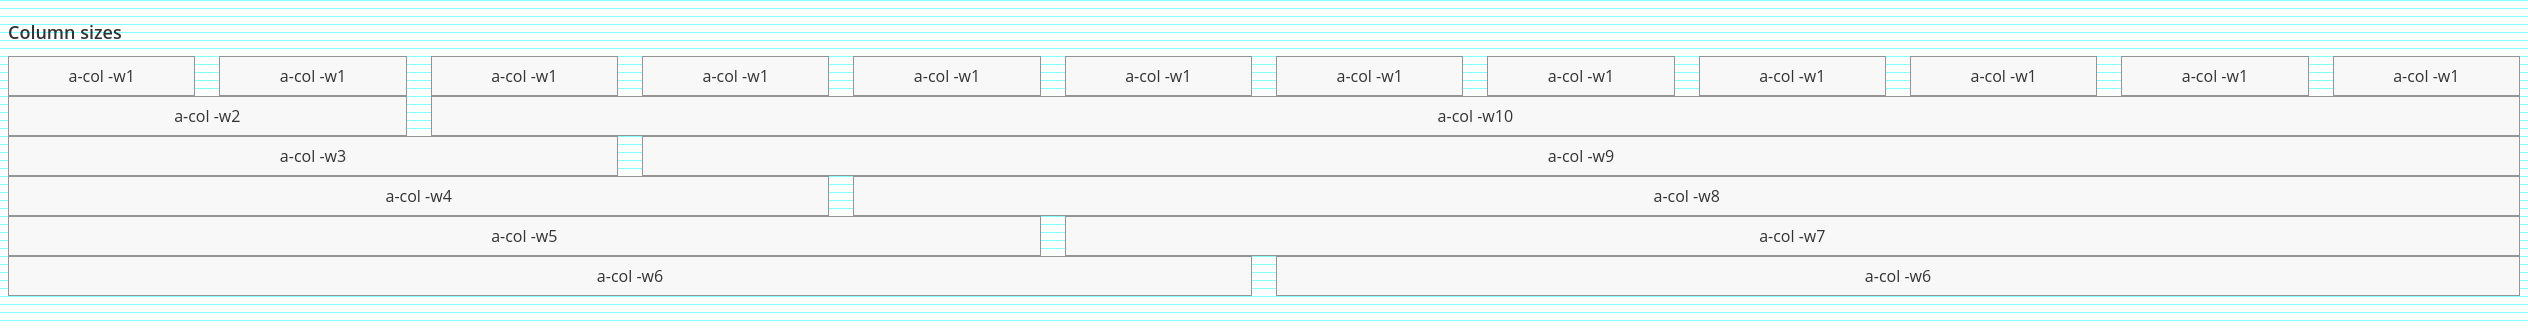 Column sizes
a-col -w1 a-col -w1 a-col -w1 a-col -w1 a-col -w1 a-col -w1 a-col -w1 a-col -w1 a-col -w1 a-col -w1 a-col -w1 a-col -w1
a-col -w2 a-col -w10
a-col -w3 a-col -w9
a-col -w4 a-col -w8
a-col -w5 a-col -w7
a-col -w6 a-col -w6